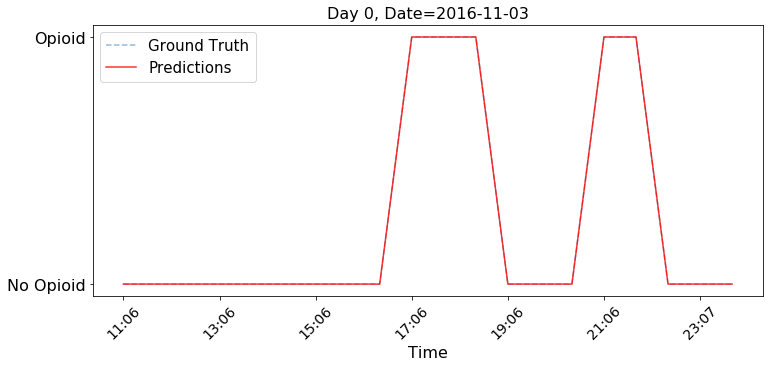 Day 0, Date=2016-11-03
Opioid
Ground Truth
Predictions
No Opioid
11:06
13:06
15:06
17:06
19:06
21:06
23:07
Time